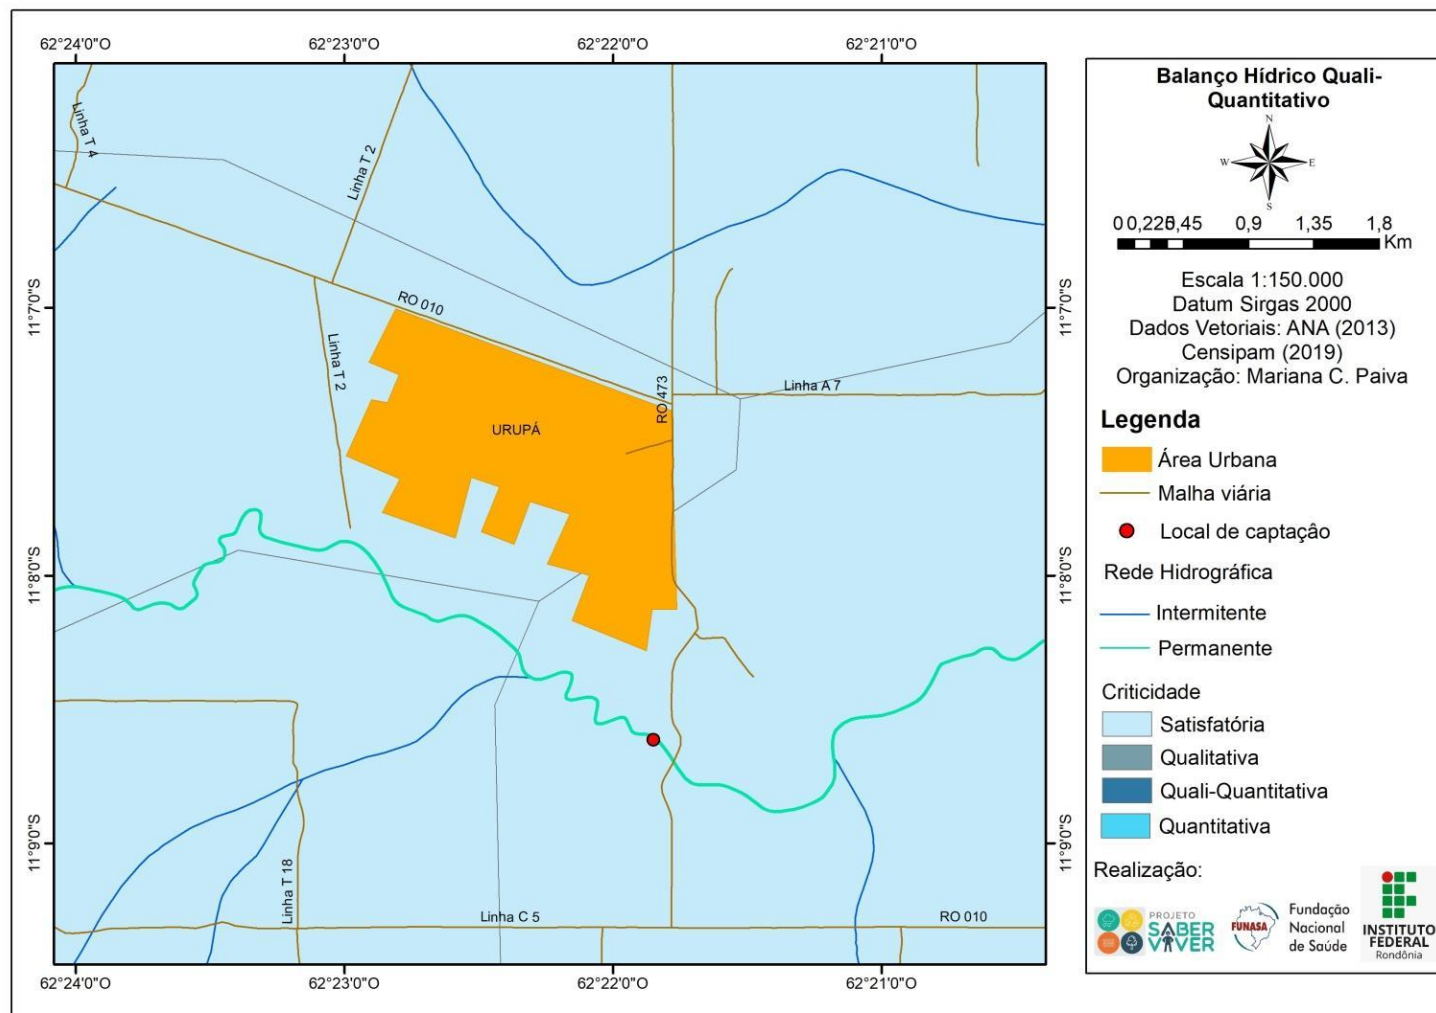 62°24'0"O 62°23'0"O 62°22'0"O 62°21'0"O
Linha T 4
Linha T 2
11°7'0"S
11°7'0"S
RO 010
Linha T 2
RO 473
Linha A 7
URUPÁ
11°8'0"S
11°8'0"S
11°9'0"S
11°9'0"S
Linha T 18
Linha C 5
RO 010
62°24'0"O 62°23'0"O 62°22'0"O 62°21'0"O
Balanço Hídrico Quali-
Quantitativo
N
W E
S
0 0,225 0,45 0,9 1,35 1,8
Km
Escala 1:150.000
Datum Sirgas 2000
Dados Vetoriais: ANA (2013)
Censipam (2019)
Organização: Mariana C. Paiva
Legenda
Área Urbana
Malha viária
Local de captação
Rede Hidrográfica
Intermitente
Permanente
Criticidade
Satisfatória
Qualitativa
Quali-Quantitativa
Quantitativa
Realização:
PROJETO
SABER
VIVER
FUNASA
Fundação
Nacional
de Saúde
INSTITUTO
FEDERAL
Rondônia